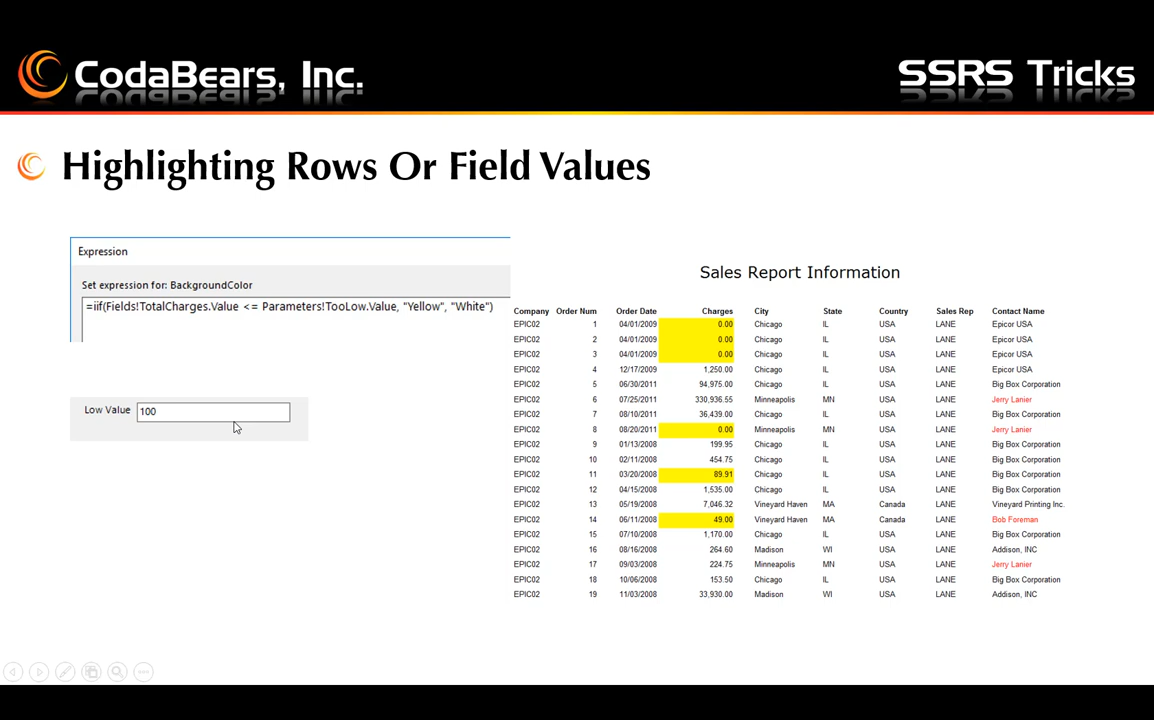 CodaBears, Inc.
SSRS Tricks
Highlighting Rows Or Field Values
Expression
Set expression for: BackgroundColor
=iif(Fields!TotalCharges.Value <= Parameters!TooLow.Value, "Yellow", "White")
Low Value 100
Sales Report Information
Company Order Num Order Date Charges City State Country Sales Rep Contact Name
EPIC02 1 04/01/2009 0.00 Chicago IL USA LANE Epicor USA
EPIC02 2 04/01/2009 0.00 Chicago IL USA LANE Epicor USA
EPIC02 3 04/01/2009 0.00 Chicago IL USA LANE Epicor USA
EPIC02 4 12/17/2009 1,250.00 Chicago IL USA LANE Epicor USA
EPIC02 5 06/30/2011 94,975.00 Chicago IL USA LANE Big Box Corporation
EPIC02 6 07/25/2011 330,936.55 Minneapolis MN USA LANE Jerry Lanier
EPIC02 7 08/10/2011 36,439.00 Chicago IL USA LANE Big Box Corporation
EPIC02 8 08/20/2011 0.00 Minneapolis MN USA LANE Jerry Lanier
EPIC02 9 01/13/2008 199.95 Chicago IL USA LANE Big Box Corporation
EPIC02 10 02/11/2008 454.75 Chicago IL USA LANE Big Box Corporation
EPIC02 11 03/20/2008 89.91 Chicago IL USA LANE Big Box Corporation
EPIC02 12 04/15/2008 1,535.00 Chicago IL USA LANE Big Box Corporation
EPIC02 13 05/19/2008 7,046.32 Vineyard Haven MA Canada LANE Vineyard Printing Inc.
EPIC02 14 06/11/2008 49.00 Vineyard Haven MA Canada LANE Bob Foreman
EPIC02 15 07/10/2008 1,170.00 Chicago IL USA LANE Big Box Corporation
EPIC02 16 08/16/2008 264.60 Madison WI USA LANE Addison, INC
EPIC02 17 09/03/2008 224.75 Minneapolis MN USA LANE Jerry Lanier
EPIC02 18 10/06/2008 153.50 Chicago IL USA LANE Big Box Corporation
EPIC02 19 11/03/2008 33,930.00 Madison WI USA LANE Addison, INC